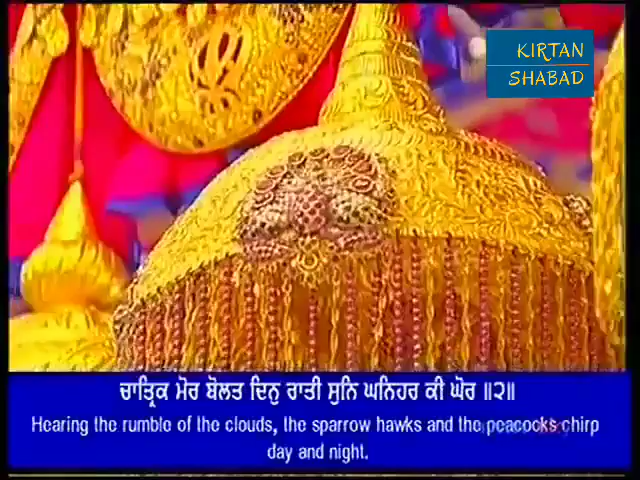 KIRTAN
SHABAD
ਚਾਤ੍ਰਿਕ ਮੋਰ ਬੋਲਤ ਦਿਨੁ ਰਾਤੀ ਸੁਨਿ ਘਨਿਹਰ ਕੀ ਘੋਰ ॥੨॥
Hearing the rumble of the clouds, the sparrow hawks and the peacocks chirp
day and night.